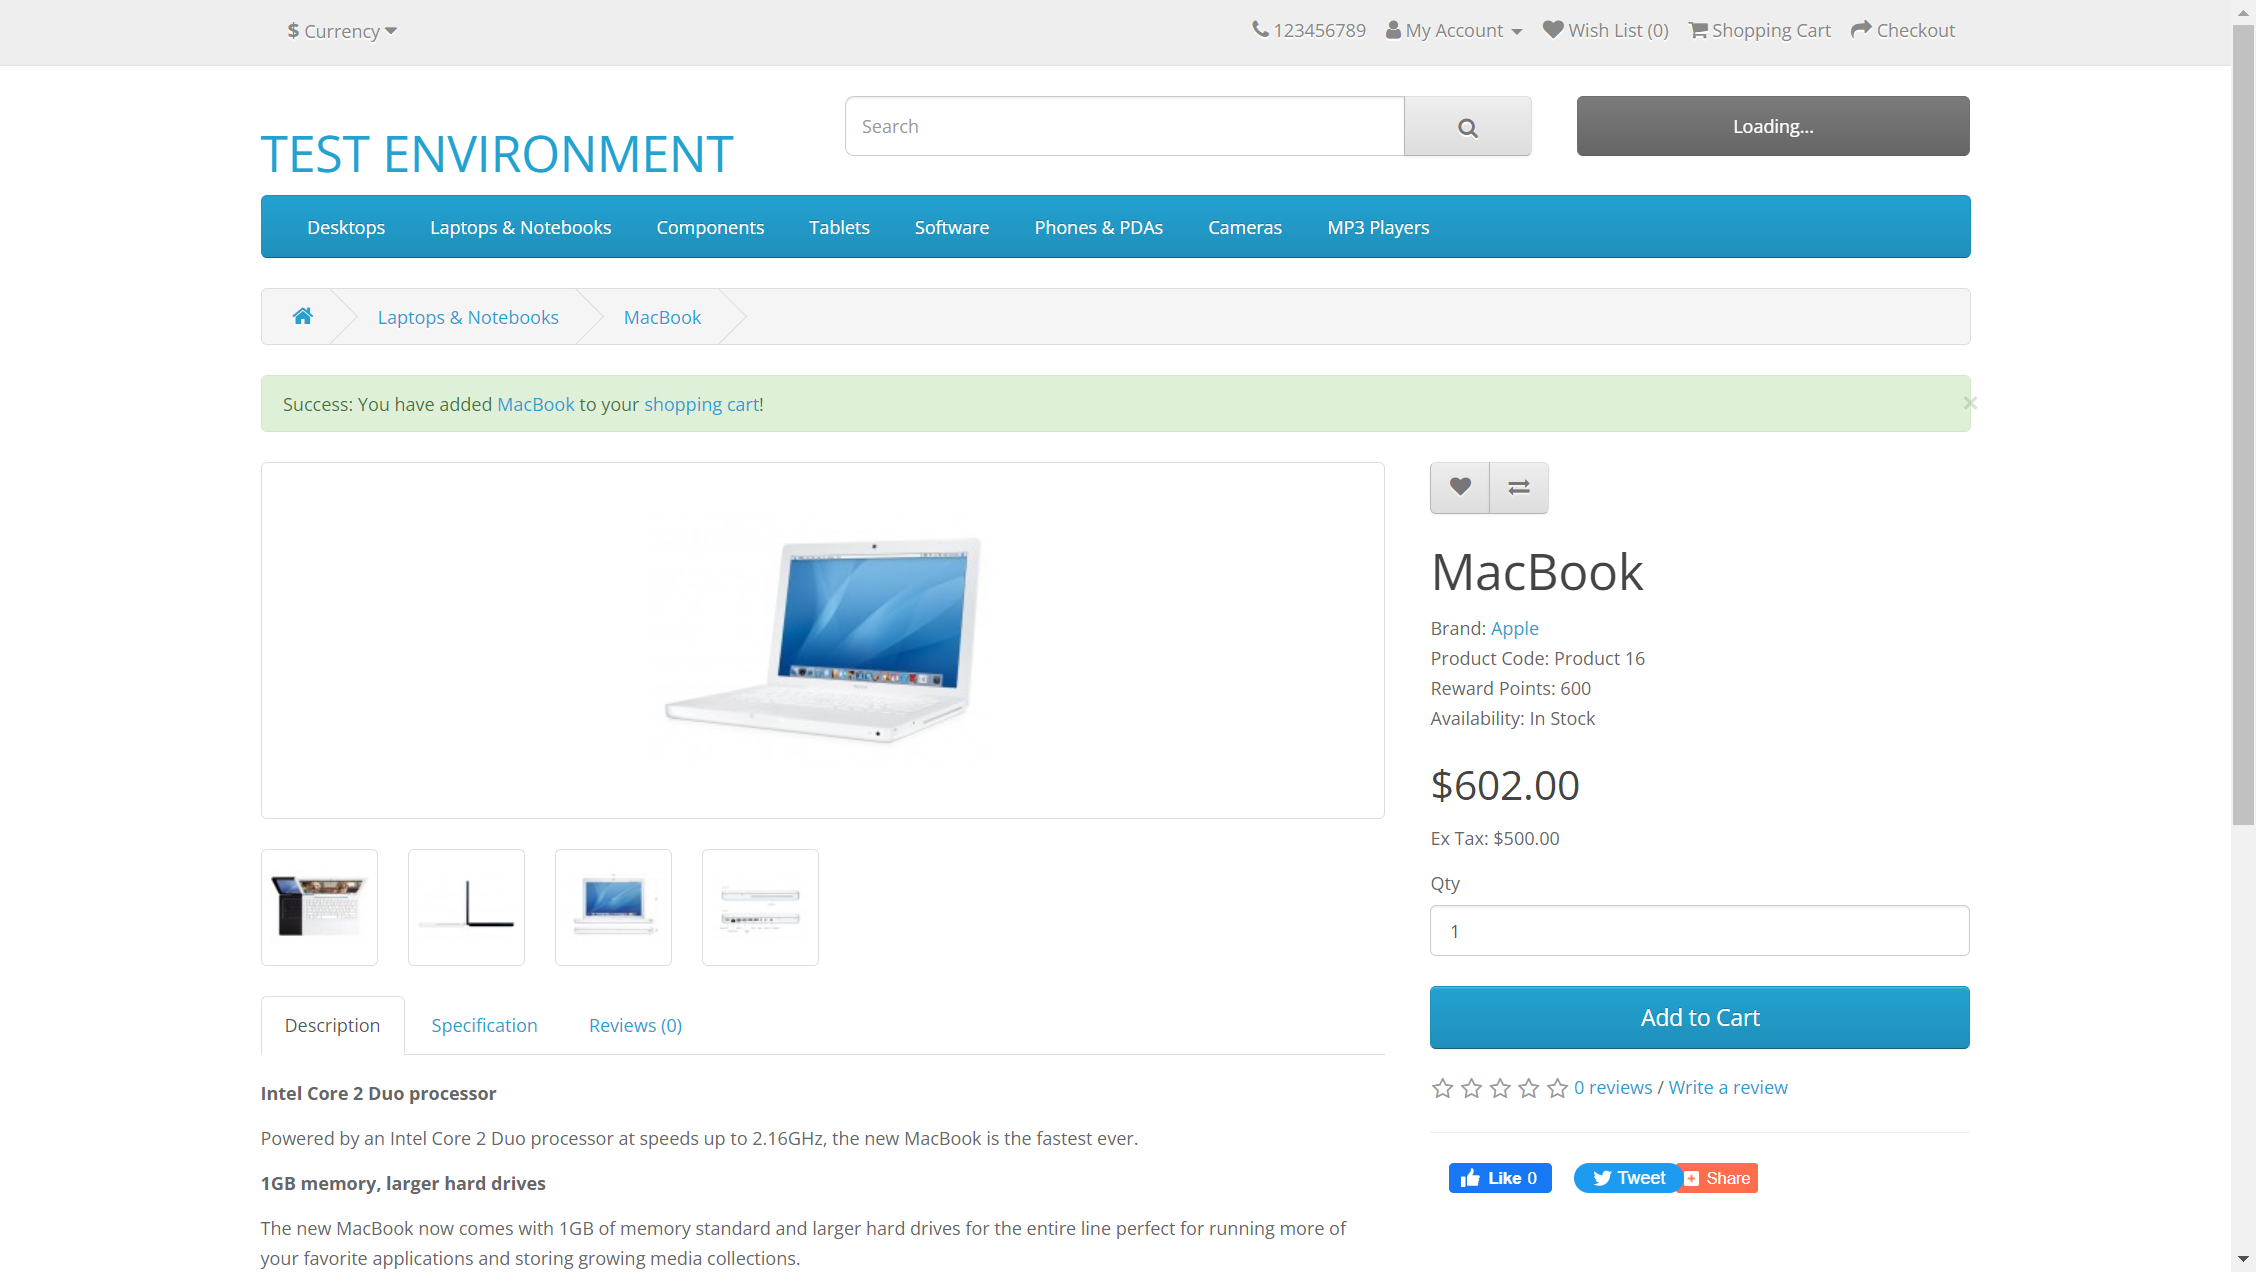 $ Currency
123456789 My Account Wish List (0) Shopping Cart Checkout
TEST ENVIRONMENT
Search
Loading...
Desktops Laptops & Notebooks Components Tablets Software Phones & PDAs Cameras MP3 Players
Laptops & Notebooks MacBook
Success: You have added MacBook to your shopping cart!
×
MacBook
Brand: Apple
Product Code: Product 16
Reward Points: 600
Availability: In Stock
$602.00
Ex Tax: $500.00
Qty
1
Add to Cart
0 reviews / Write a review
Like 0 Tweet Share
Description Specification Reviews (0)
Intel Core 2 Duo processor
Powered by an Intel Core 2 Duo processor at speeds up to 2.16GHz, the new MacBook is the fastest ever.
1GB memory, larger hard drives
The new MacBook now comes with 1GB of memory standard and larger hard drives for the entire line perfect for running more of
your favorite applications and storing growing media collections.